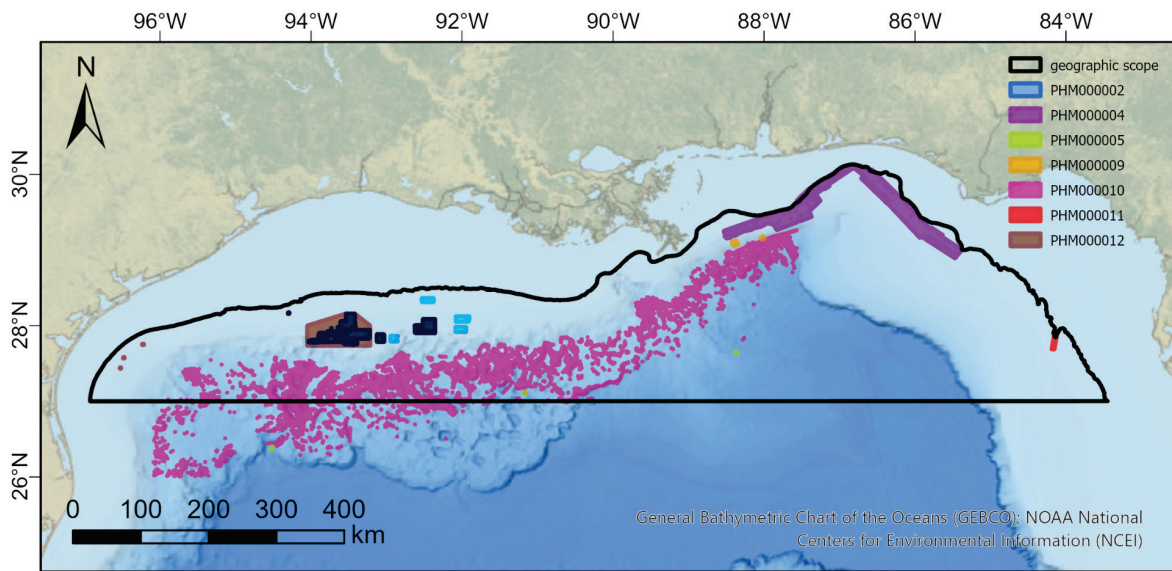 96°W 94°W 92°W 90°W 88°W 86°W 84°W
N
30°N
28°N
26°N
geographic scope
PHM000002
PHM000004
PHM000005
PHM000009
PHM000010
PHM000011
PHM000012
0 100 200 300 400
km
General Bathymetric Chart of the Oceans (GEBCO); NOAA National
Centers for Environmental Information (NCEI)